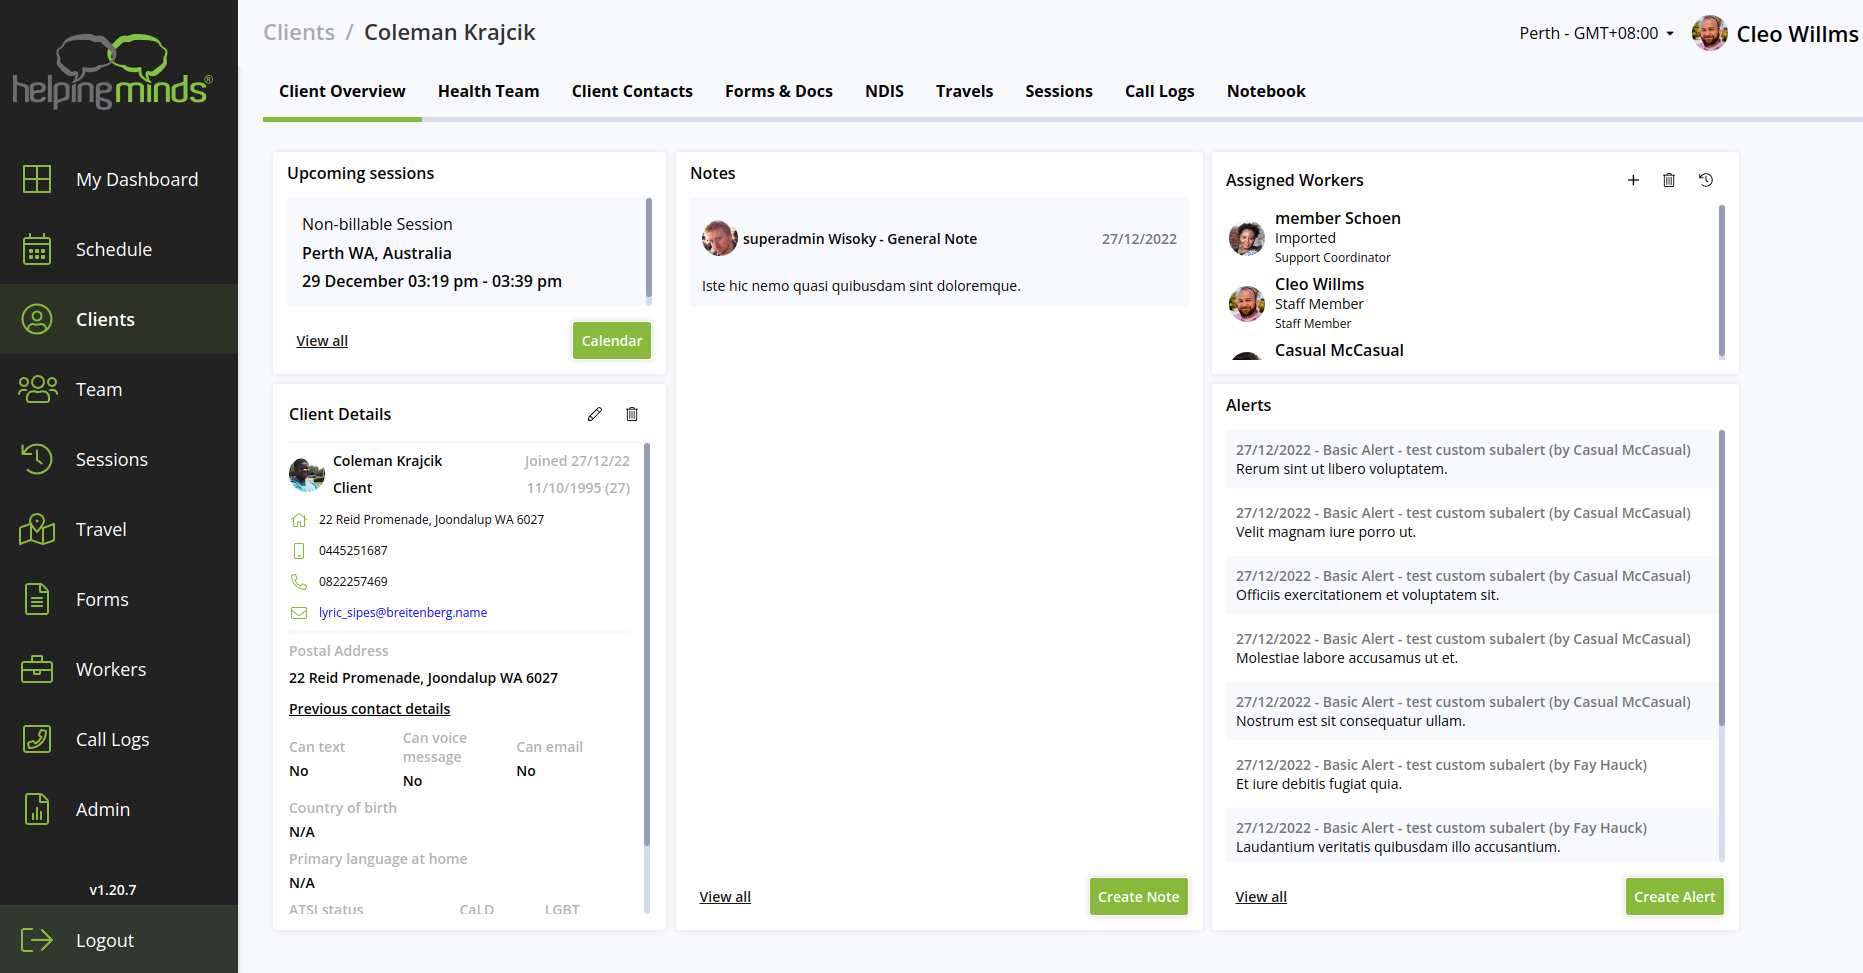 helpingminds®
My Dashboard
Schedule
Clients
Team
Sessions
Travel
Forms
Workers
Call Logs
Admin
v1.20.7
Logout
Clients / Coleman Krajcik
Perth - GMT+08:00
Cleo Willms
Client Overview Health Team Client Contacts Forms & Docs NDIS Travels Sessions Call Logs Notebook
Upcoming sessions
Non-billable Session
Perth WA, Australia
29 December 03:19 pm - 03:39 pm
View all Calendar
Client Details
Coleman Krajcik Joined 27/12/22
Client 11/10/1995 (27)
22 Reid Promenade, Joondalup WA 6027
0445251687
0822257469
lyric_sipes@breitenberg.name
Postal Address
22 Reid Promenade, Joondalup WA 6027
Previous contact details
Can text Can voice message Can email
No No No
Country of birth
N/A
Primary language at home
N/A
ATSI status CaLD LGBT
Notes
superadmin Wisoky - General Note 27/12/2022
Iste hic nemo quasi quibusdam sint doloremque.
View all Create Note
Assigned Workers
member Schoen
Imported
Support Coordinator
Cleo Willms
Staff Member
Staff Member
Casual McCasual
Alerts
27/12/2022 - Basic Alert - test custom subalert (by Casual McCasual)
Rerum sint ut libero voluptatem.
27/12/2022 - Basic Alert - test custom subalert (by Casual McCasual)
Velit magnam iure porro ut.
27/12/2022 - Basic Alert - test custom subalert (by Casual McCasual)
Officiis exercitationem et voluptatem sit.
27/12/2022 - Basic Alert - test custom subalert (by Casual McCasual)
Molestiae labore accusamus ut et.
27/12/2022 - Basic Alert - test custom subalert (by Casual McCasual)
Nostrum est sit consequatur ullam.
27/12/2022 - Basic Alert - test custom subalert (by Fay Hauck)
Et iure debitis fugiat quia.
27/12/2022 - Basic Alert - test custom subalert (by Fay Hauck)
Laudantium veritatis quibusdam illo accusantium.
View all Create Alert